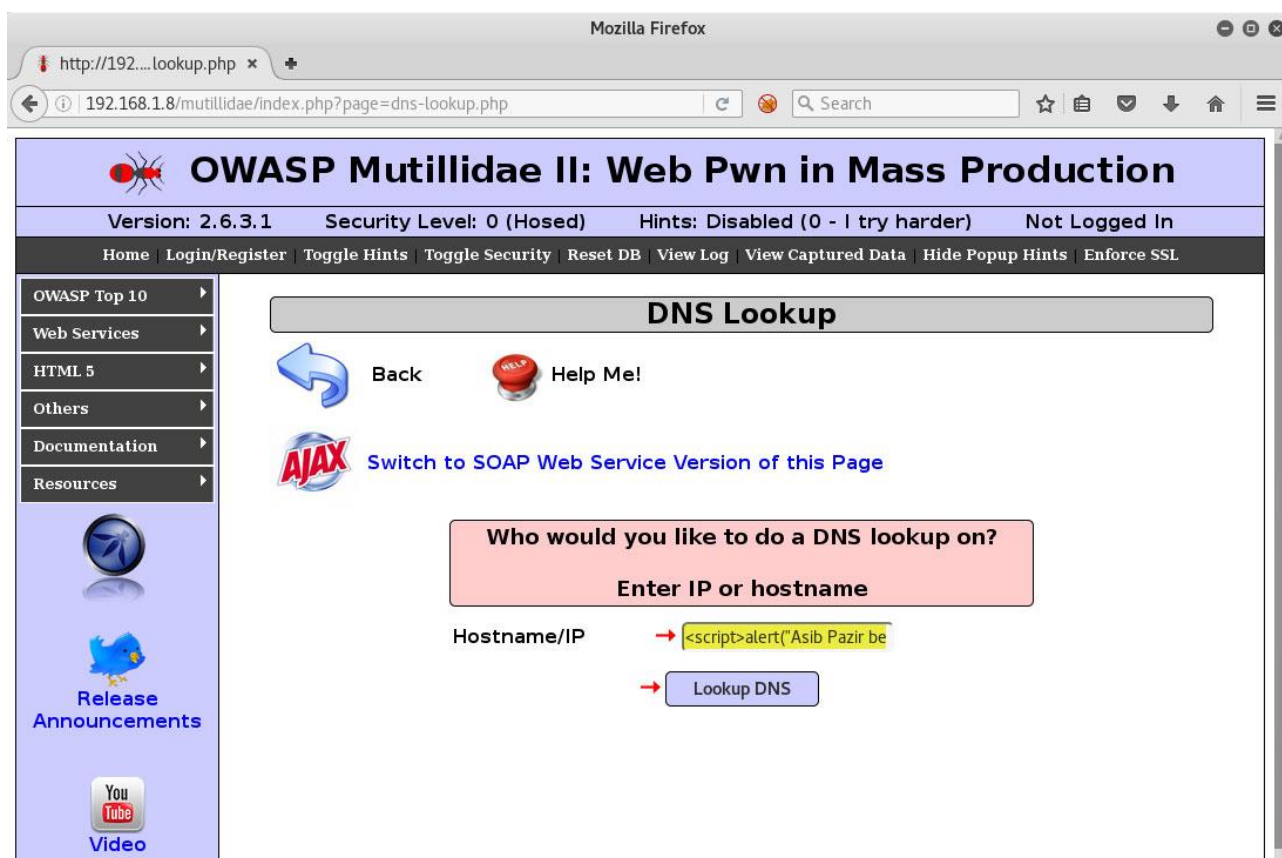 Mozilla Firefox
http://192....lookup.php
192.168.1.8/mutillidae/index.php?page=dns-lookup.php
Search
OWASP Mutillidae II: Web Pwn in Mass Production
Version: 2.6.3.1 Security Level: 0 (Hosed) Hints: Disabled (0 - I try harder) Not Logged In
Home | Login/Register | Toggle Hints | Toggle Security | Reset DB | View Log | View Captured Data | Hide Popup Hints | Enforce SSL
OWASP Top 10
Web Services
HTML 5
Others
Documentation
Resources
Release
Announcements
You
Tube
Video
DNS Lookup
Back
HELP
Help Me!
AJAX
Switch to SOAP Web Service Version of this Page
Who would you like to do a DNS lookup on?
Enter IP or hostname
Hostname/IP
<script>alert("Asib Pazir be
Lookup DNS